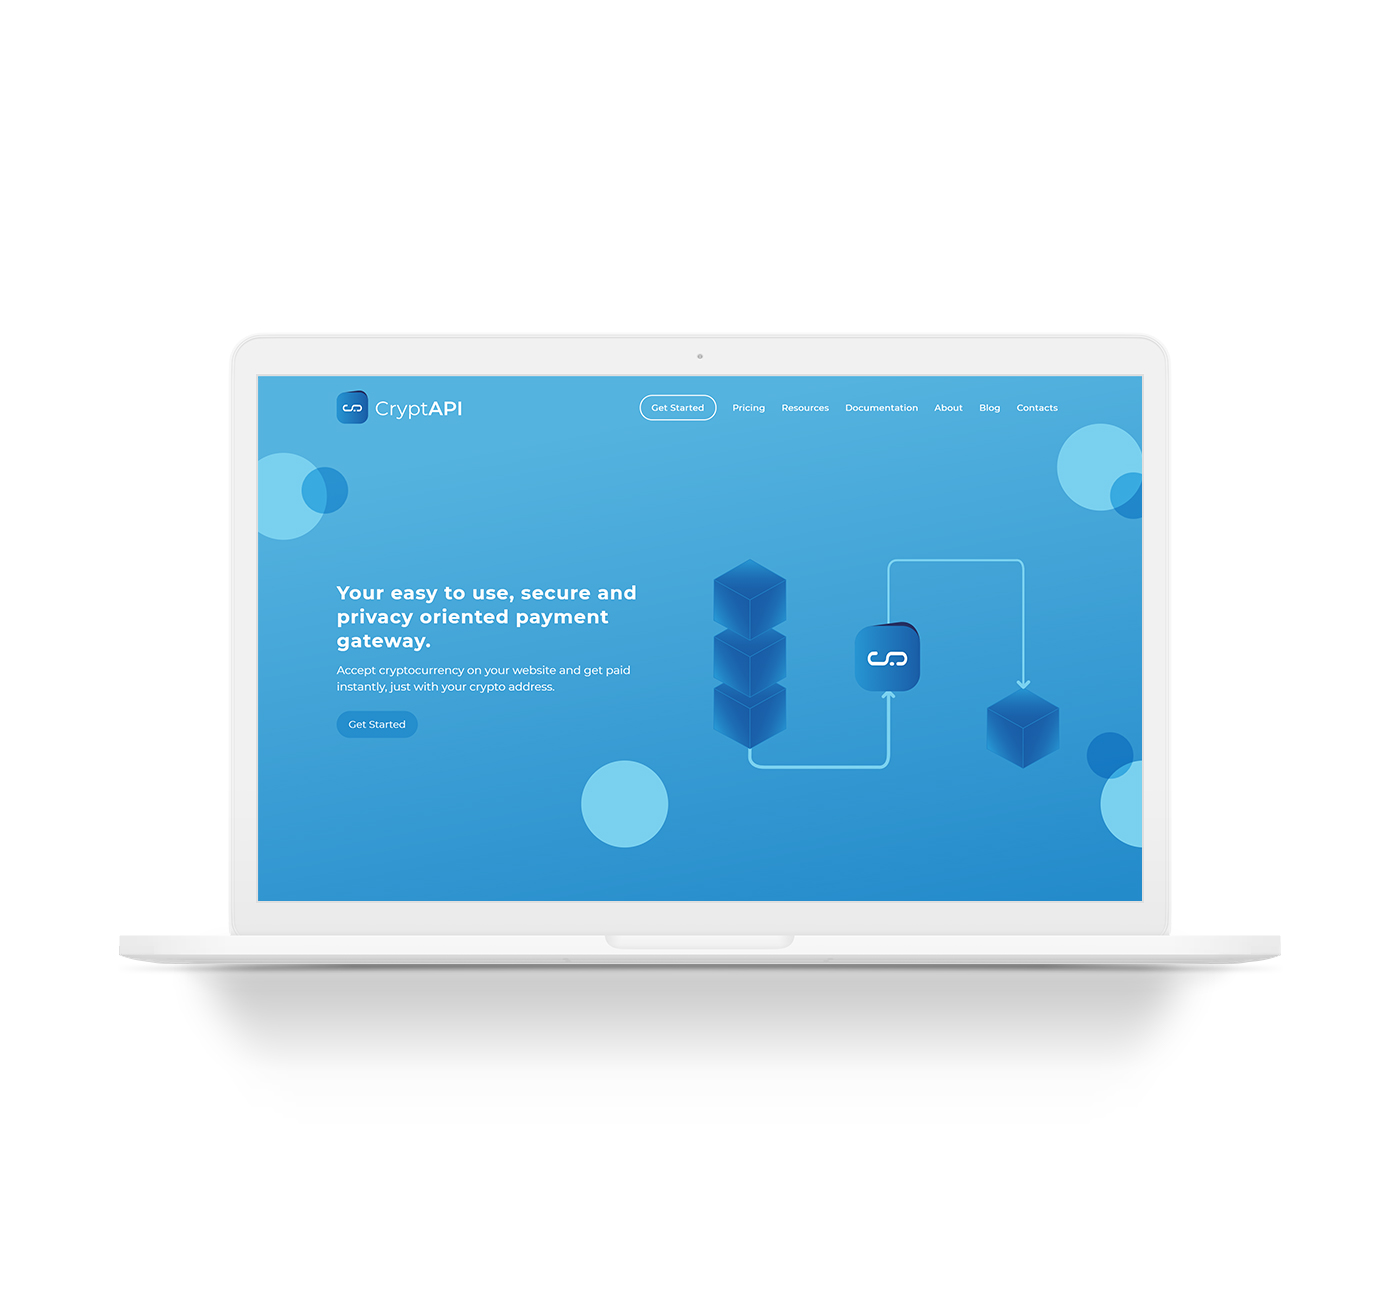 CryptAPI
Get Started
Pricing
Resources
Documentation
About
Blog
Contacts
Your easy to use, secure and
privacy oriented payment
gateway.
Accept cryptocurrency on your website and get paid
instantly, just with your crypto address.
Get Started